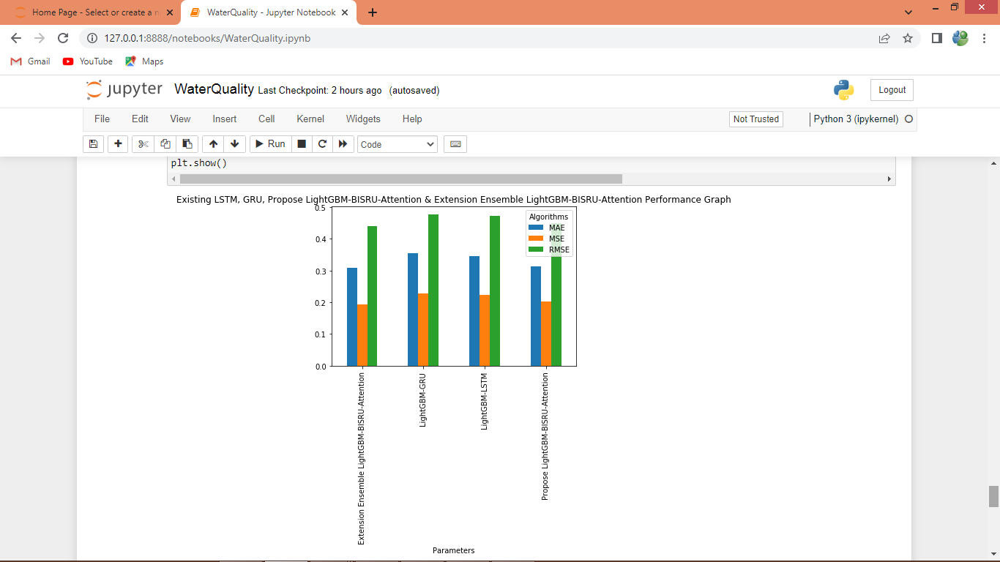 Home Page - Select or create a n
WaterQuality - Jupyter Notebook
127.0.0.1:8888/notebooks/WaterQuality.ipynb
Gmail
YouTube
Maps
jupyter
WaterQuality Last Checkpoint: 2 hours ago (autosaved)
Logout
File Edit View Insert Cell Kernel Widgets Help
Not Trusted
Python 3 (ipykernel)
Run
Code
plt.show()
Existing LSTM, GRU, Propose LightGBM-BISRU-Attention & Extension Ensemble LightGBM-BISRU-Attention Performance Graph
0.5
0.4
0.3
0.2
0.1
0.0
Algorithms
MAE
MSE
RMSE
Extension Ensemble LightGBM-BISRU-Attention
LightGBM-GRU
LightGBM-LSTM
Propose LightGBM-BISRU-Attention
Parameters